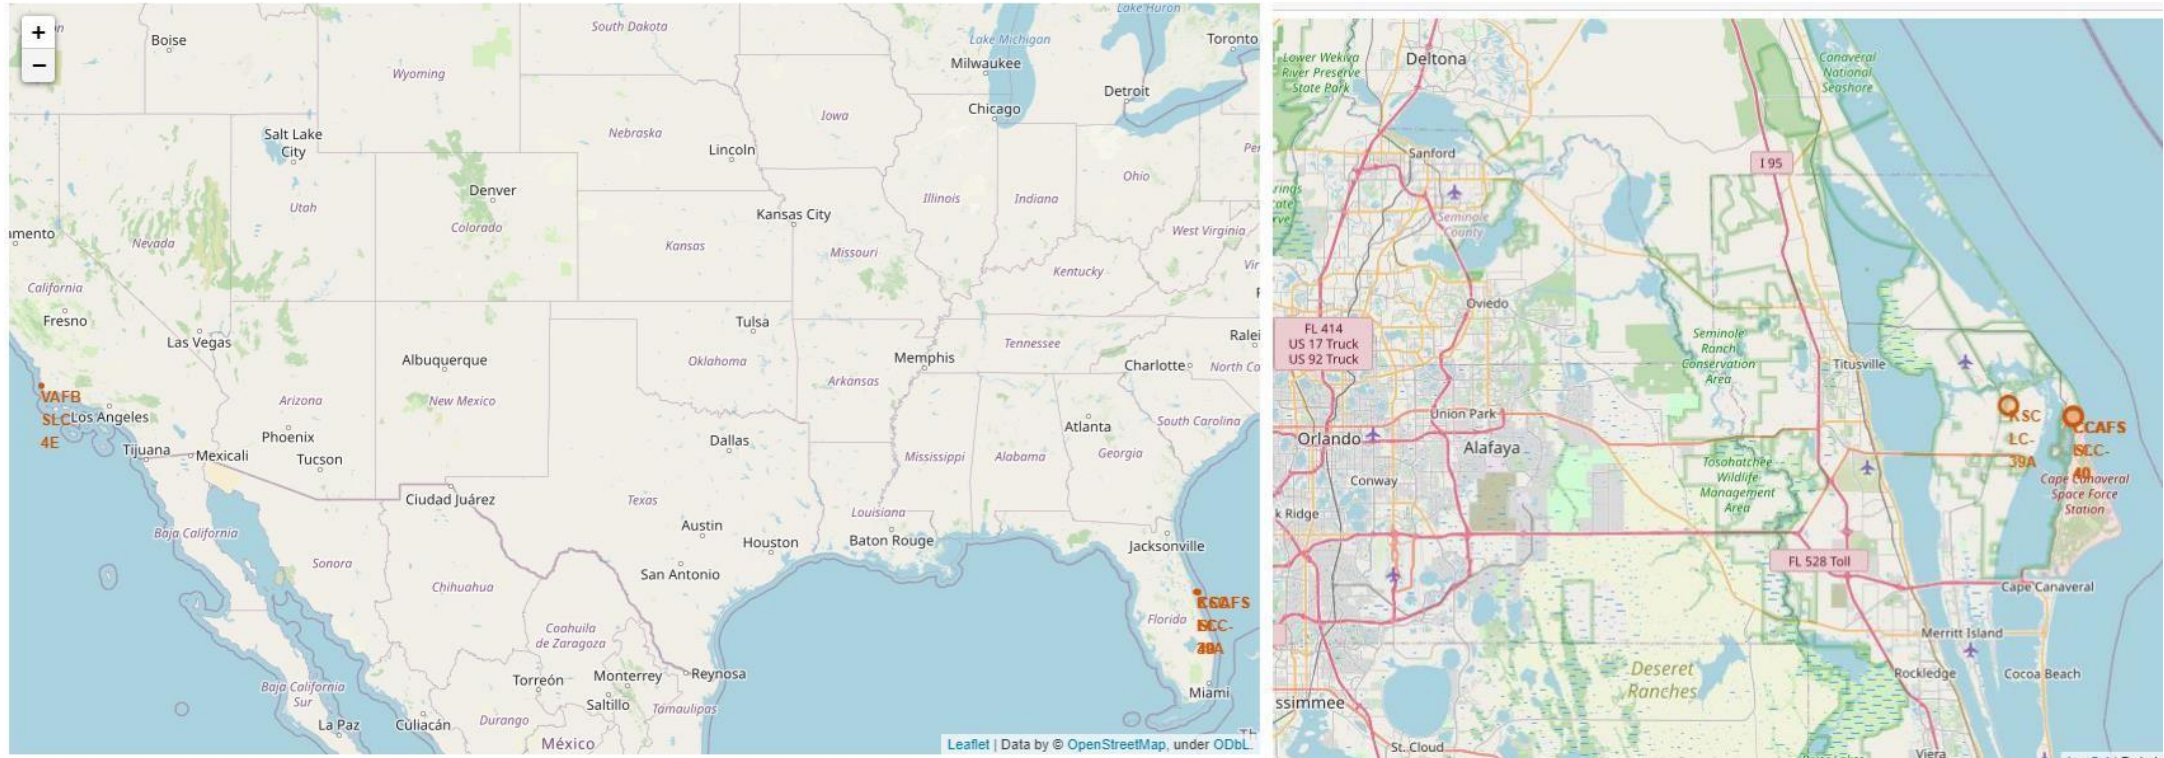 +
−
Boise
South Dakota
Lake Huron
Lake Michigan
Toronto
Milwaukee
Wyoming
Detroit
Chicago
Iowa
Salt Lake
City
Nebraska
Lincoln
Ohio
Denver
Illinois
Indiana
Utah
Kansas City
Colorado
Nevada
Kansas
Missouri
West Virginia
Kentucky
California
Fresno
Tulsa
Las Vegas
Albuquerque
Oklahoma
Memphis
Tennessee
Charlotte
Arkansas
VAFB
SLC
4E
Los Angeles
Arizona
New Mexico
Phoenix
Tucson
Tijuana
Mexicali
Dallas
Atlanta
South Carolina
Mississippi
Alabama
Georgia
Ciudad Juárez
Texas
Louisiana
Austin
Baton Rouge
Houston
Jacksonville
Baja California
Sonora
San Antonio
Chihuahua
Florida
Coahuila
de Zaragoza
Monterrey
Reynosa
Torreón
Saltillo
Baja California
Sur
Miami
La Paz
Culiacán
Durango
Tamaulipas
México
Leaflet | Data by © OpenStreetMap, under ODbL.
Lower Wekiva
River Preserve
State Park
Deltona
Canaveral
National
Seashore
Sanford
I 95
Seminole
County
Oviedo
FL 414
US 17 Truck
US 92 Truck
Seminole
Ranch
Conservation
Area
Titusville
Union Park
Orlando
Alafaya
KSC
LC-
39A
CCAFS
40
Conway
Tosohatchee
Wildlife
Management
Area
Cape Canaveral
Space Force
Station
k Ridge
FL 528 Toll
Cape Canaveral
Merritt Island
Deseret
Ranches
Rockledge
Cocoa Beach
ssimmee
St. Cloud
Viera